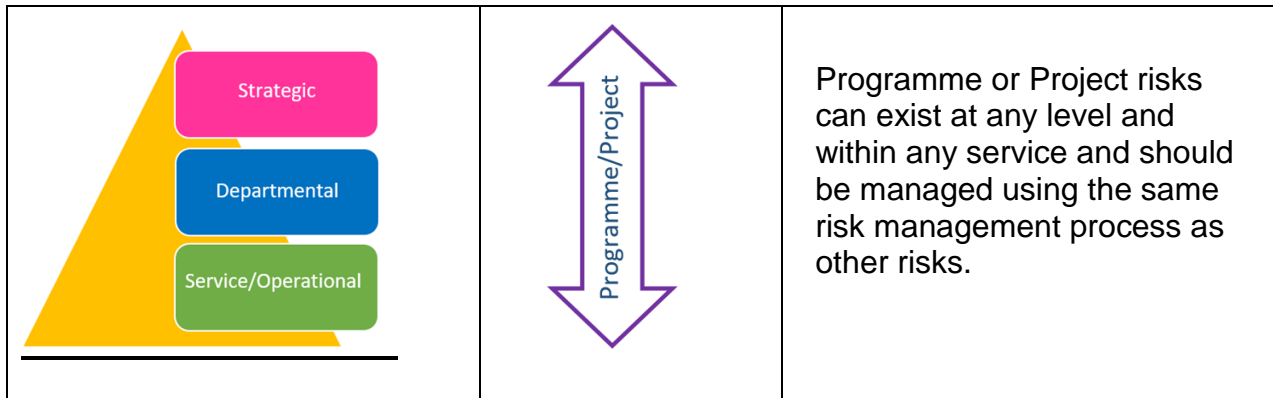 Strategic
Departmental
Service/Operational
Programme/Project
Programme or Project risks
can exist at any level and
within any service and should
be managed using the same
risk management process as
other risks.